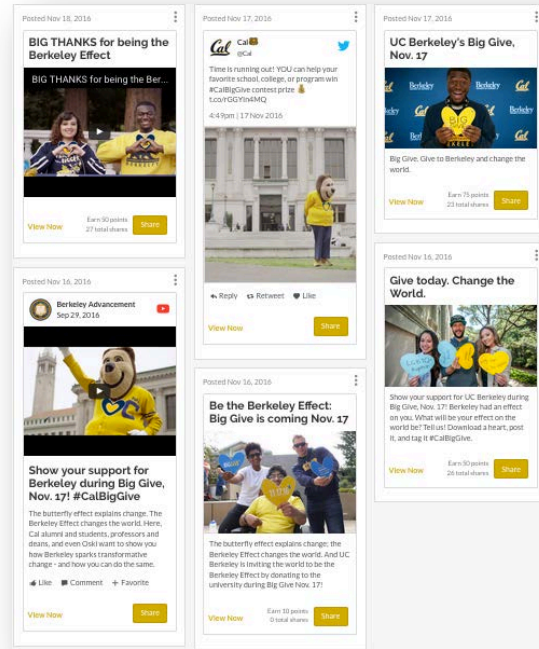 Posted Nov 18, 2016
BIG THANKS for being the
Berkeley Effect
BIG THANKS for being the Ber...
View Now
Earn 50 points
27 total shares
Share
Posted Nov 16, 2016
Berkeley Advancement
Sep 29, 2016
Show your support for
Berkeley during Big Give,
Nov. 17! #CalBigGive
The butterfly effect explains change. The
Berkeley Effect changes the world. Here,
Cal alumni and students, professors and
deans, and even Oski want to show you
how Berkeley sparks transformative
change - and how you can do the same.
Like Comment + Favorite
View Now
Share
Posted Nov 17, 2016
Cal
Cal🐻
@Cal
Time is running out! YOU can help your
favorite school, college, or program win
#CalBigGive contest prize 💰
t.co/rGGYin4MQ
4:49pm | 17 Nov 2016
Reply Retweet Like
View Now
Share
Posted Nov 16, 2016
Be the Berkeley Effect:
Big Give is coming Nov. 17
The butterfly effect explains change; the
Berkeley Effect changes the world. And UC
Berkeley is inviting the world to be the
Berkeley Effect by donating to the
university during Big Give Nov. 17!
View Now
Earn 10 points
0 total shares
Share
Posted Nov 17, 2016
UC Berkeley's Big Give,
Nov. 17
Berkeley
Cal
BIG
GIVE
Big Give. Give to Berkeley and change the
world.
View Now
Earn 75 points
23 total shares
Share
Posted Nov 16, 2016
Give today. Change the
World.
Show your support for UC Berkeley during
Big Give, Nov. 17! Berkeley had an effect
on you. What will be your effect on the
world be? Tell us! Download a heart, post
it, and tag it #CalBigGive.
View Now
Earn 50 points
26 total shares
Share